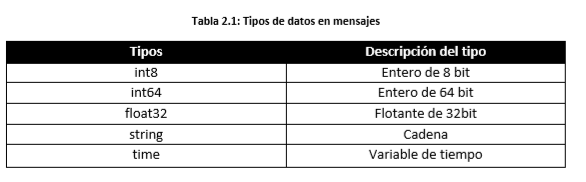 Tabla 2.1: Tipos de datos en mensajes
Tipos Descripción del tipo
int8 Entero de 8 bit
int64 Entero de 64 bit
float32 Flotante de 32bit
string Cadena
time Variable de tiempo